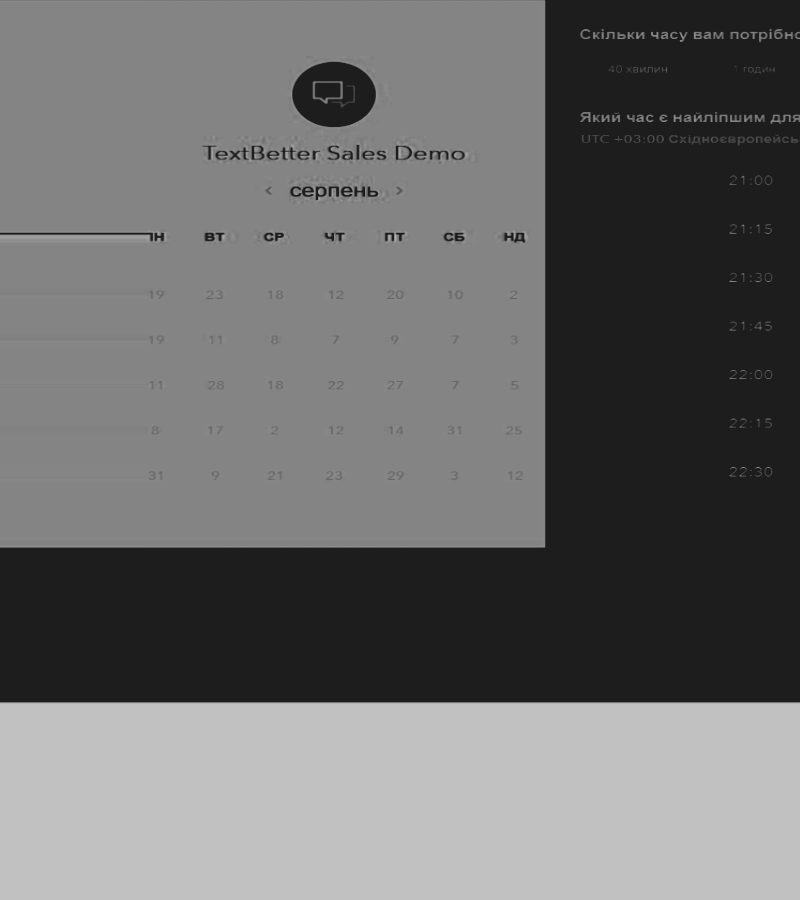 TextBetter Sales Demo
‹ серпень ›
ПН ВТ СР ЧТ ПТ СБ НД
19 23 18 12 20 10 2
19 11 8 7 9 7 3
11 28 18 22 27 7 5
8 17 2 12 14 31 25
31 9 21 23 29 3 12
Скільки часу вам потрібно
40 хвилин 1 годин
Який час є найліпшим для
UTC +03:00 Східноєвропейсь
21:00
21:15
21:30
21:45
22:00
22:15
22:30